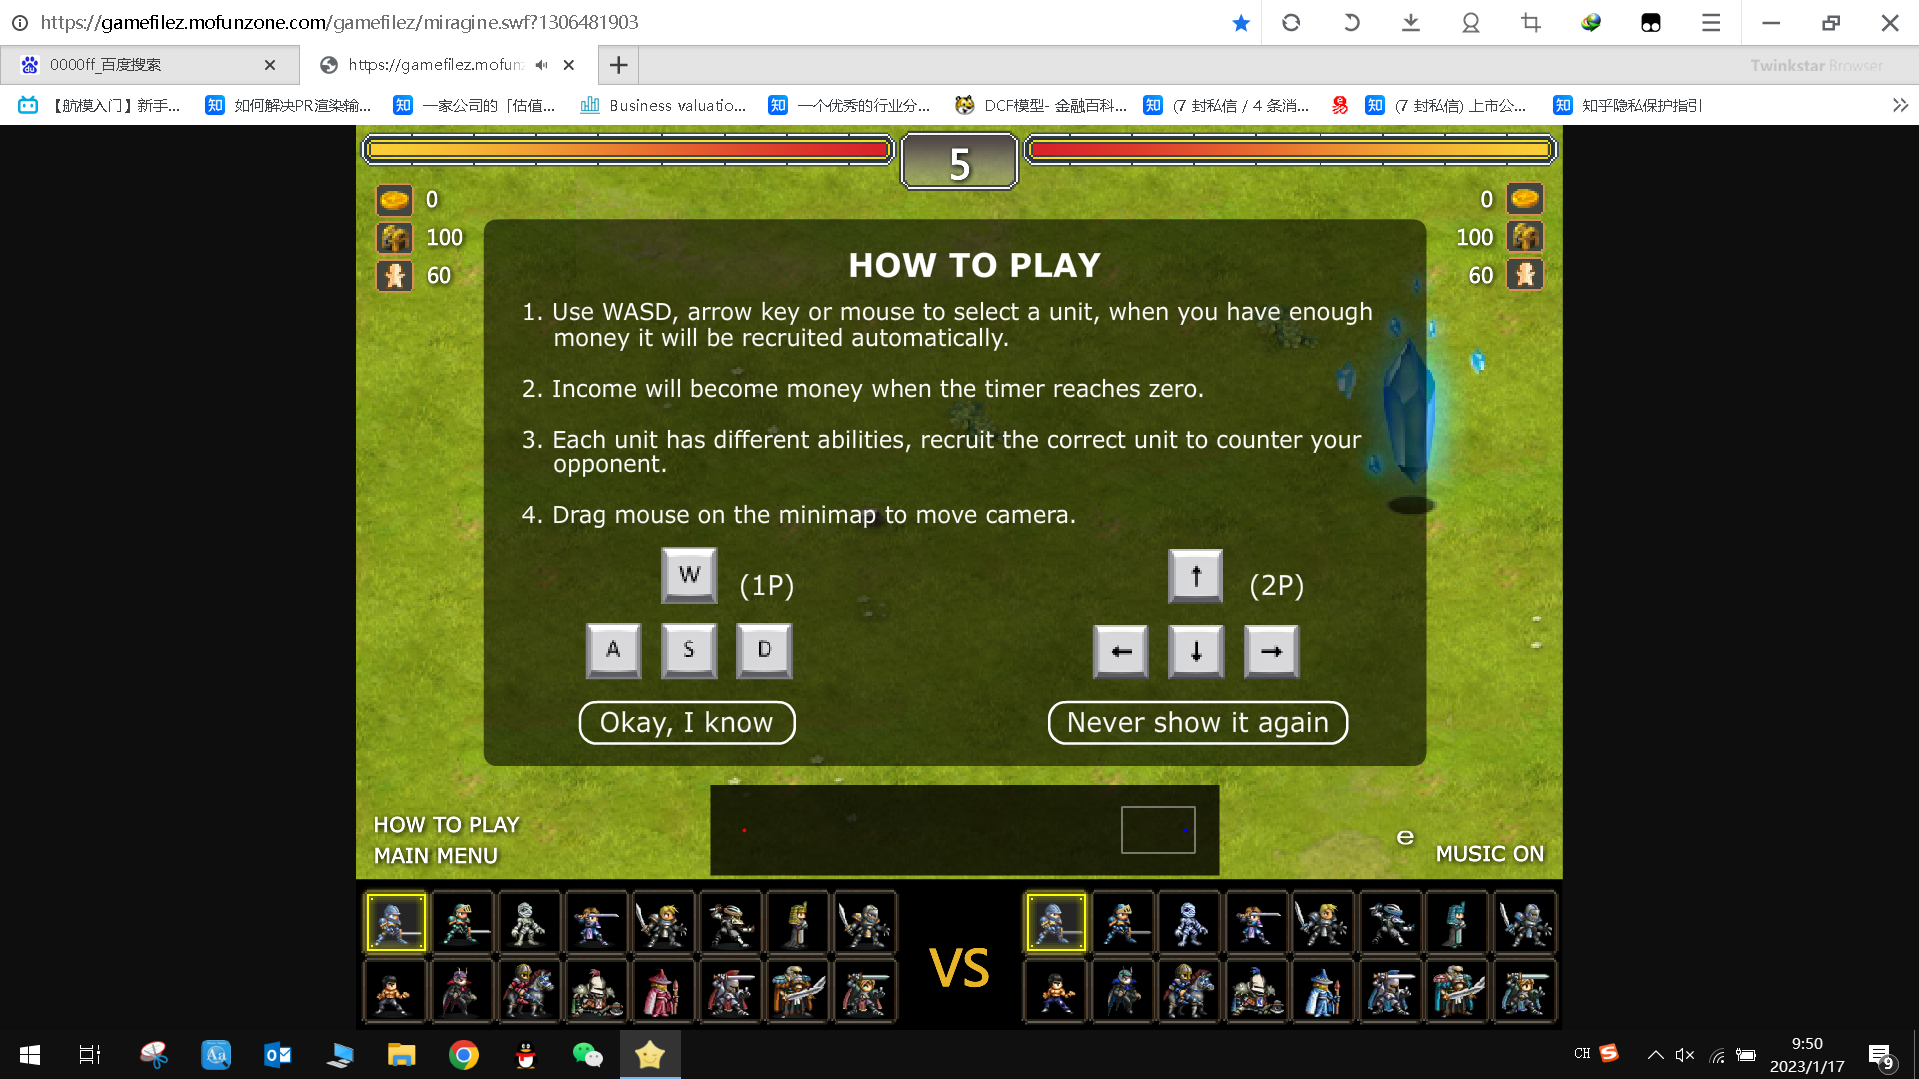 https://gamefilez.mofunzone.com/gamefilez/miragine.swf?1306481903
0000ff_百度搜索
https://gamefilez.mofunz
Twinkstar Browser
【航模入门】新手...
知 如何解决PR渲染输...
知 一家公司的「估值...
Business valuatio...
知 一个优秀的行业分...
DCF模型- 金融百科...
知 (7 封私信 / 4 条消...
知 (7 封私信) 上市公...
知 知乎隐私保护指引
5
0
100
60
0
100
60
HOW TO PLAY
1. Use WASD, arrow key or mouse to select a unit, when you have enough
money it will be recruited automatically.
2. Income will become money when the timer reaches zero.
3. Each unit has different abilities, recruit the correct unit to counter your
opponent.
4. Drag mouse on the minimap to move camera.
W (1P)
↑ (2P)
A S D
← ↓ →
Okay, I know
Never show it again
HOW TO PLAY
MAIN MENU
e
MUSIC ON
VS
CH
9:50
2023/1/17
9